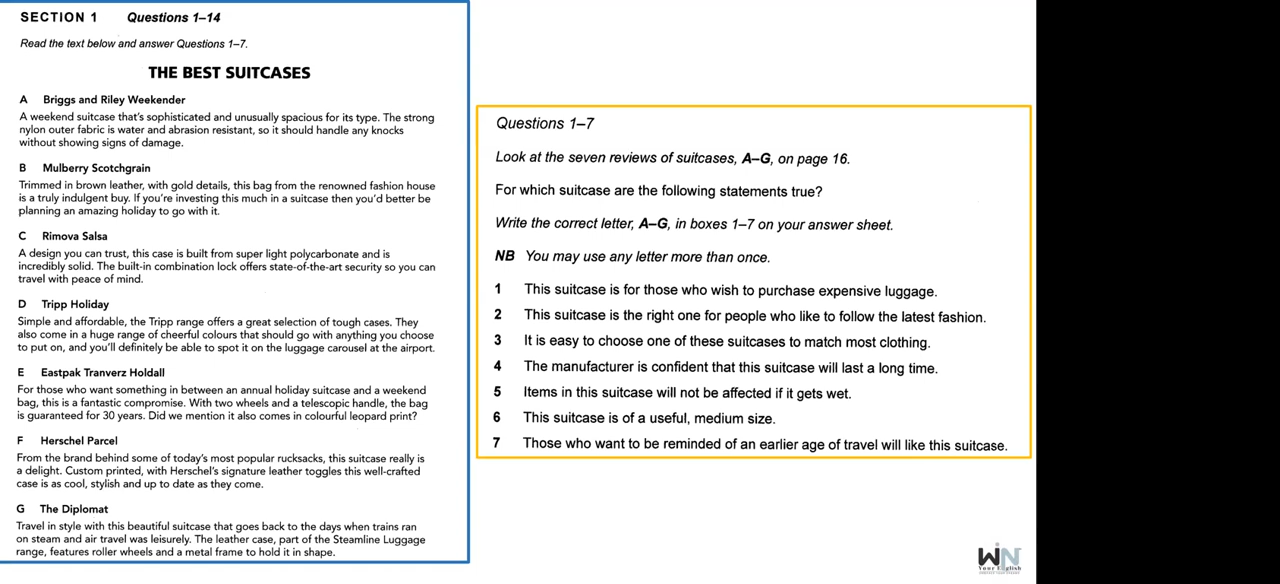 SECTION 1 Questions 1–14
Read the text below and answer Questions 1–7.
THE BEST SUITCASES
A Briggs and Riley Weekender
A weekend suitcase that's sophisticated and unusually spacious for its type. The strong
nylon outer fabric is water and abrasion resistant, so it should handle any knocks
without showing signs of damage.
B Mulberry Scotchgrain
Trimmed in brown leather, with gold details, this bag from the renowned fashion house
is a truly indulgent buy. If you're investing this much in a suitcase then you'd better be
planning an amazing holiday to go with it.
C Rimova Salsa
A design you can trust, this case is built from super light polycarbonate and is
incredibly solid. The built-in combination lock offers state-of-the-art security so you can
travel with peace of mind.
D Tripp Holiday
Simple and affordable, the Tripp range offers a great selection of tough cases. They
also come in a huge range of cheerful colours that should go with anything you choose
to put on, and you'll definitely be able to spot it on the luggage carousel at the airport.
E Eastpak Tranverz Holdall
For those who want something in between an annual holiday suitcase and a weekend
bag, this is a fantastic compromise. With two wheels and a telescopic handle, the bag
is guaranteed for 30 years. Did we mention it also comes in colourful leopard print?
F Herschel Parcel
From the brand behind some of today's most popular rucksacks, this suitcase really is
a delight. Custom printed, with Herschel's signature leather toggles this well-crafted
case is as cool, stylish and up to date as they come.
G The Diplomat
Travel in style with this beautiful suitcase that goes back to the days when trains ran
on steam and air travel was leisurely. The leather case, part of the Steamline Luggage
range, features roller wheels and a metal frame to hold it in shape.
Questions 1–7
Look at the seven reviews of suitcases, A–G, on page 16.
For which suitcase are the following statements true?
Write the correct letter, A–G, in boxes 1–7 on your answer sheet.
NB You may use any letter more than once.
1 This suitcase is for those who wish to purchase expensive luggage.
2 This suitcase is the right one for people who like to follow the latest fashion.
3 It is easy to choose one of these suitcases to match most clothing.
4 The manufacturer is confident that this suitcase will last a long time.
5 Items in this suitcase will not be affected if it gets wet.
6 This suitcase is of a useful, medium size.
7 Those who want to be reminded of an earlier age of travel will like this suitcase.
WIN
Your English